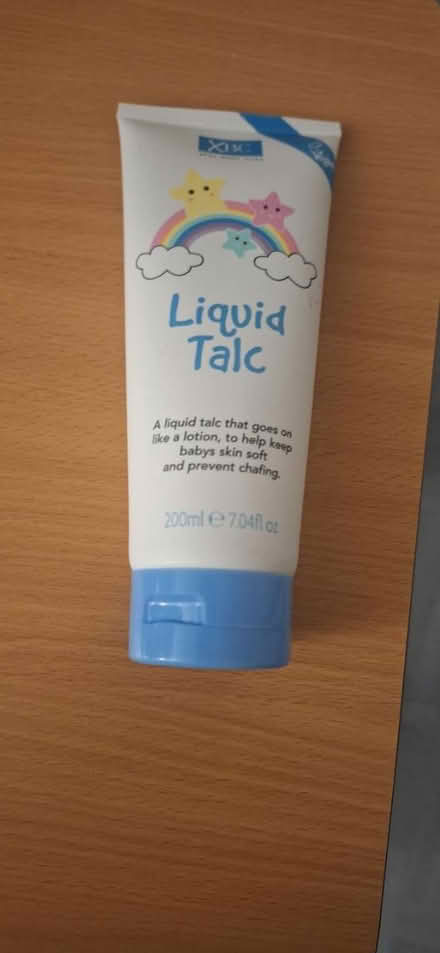 XBC
Liquid
Talc
A liquid talc that goes on
like a lotion, to help keep
babys skin soft
and prevent chafing.
200ml ℮ 7.04fl oz